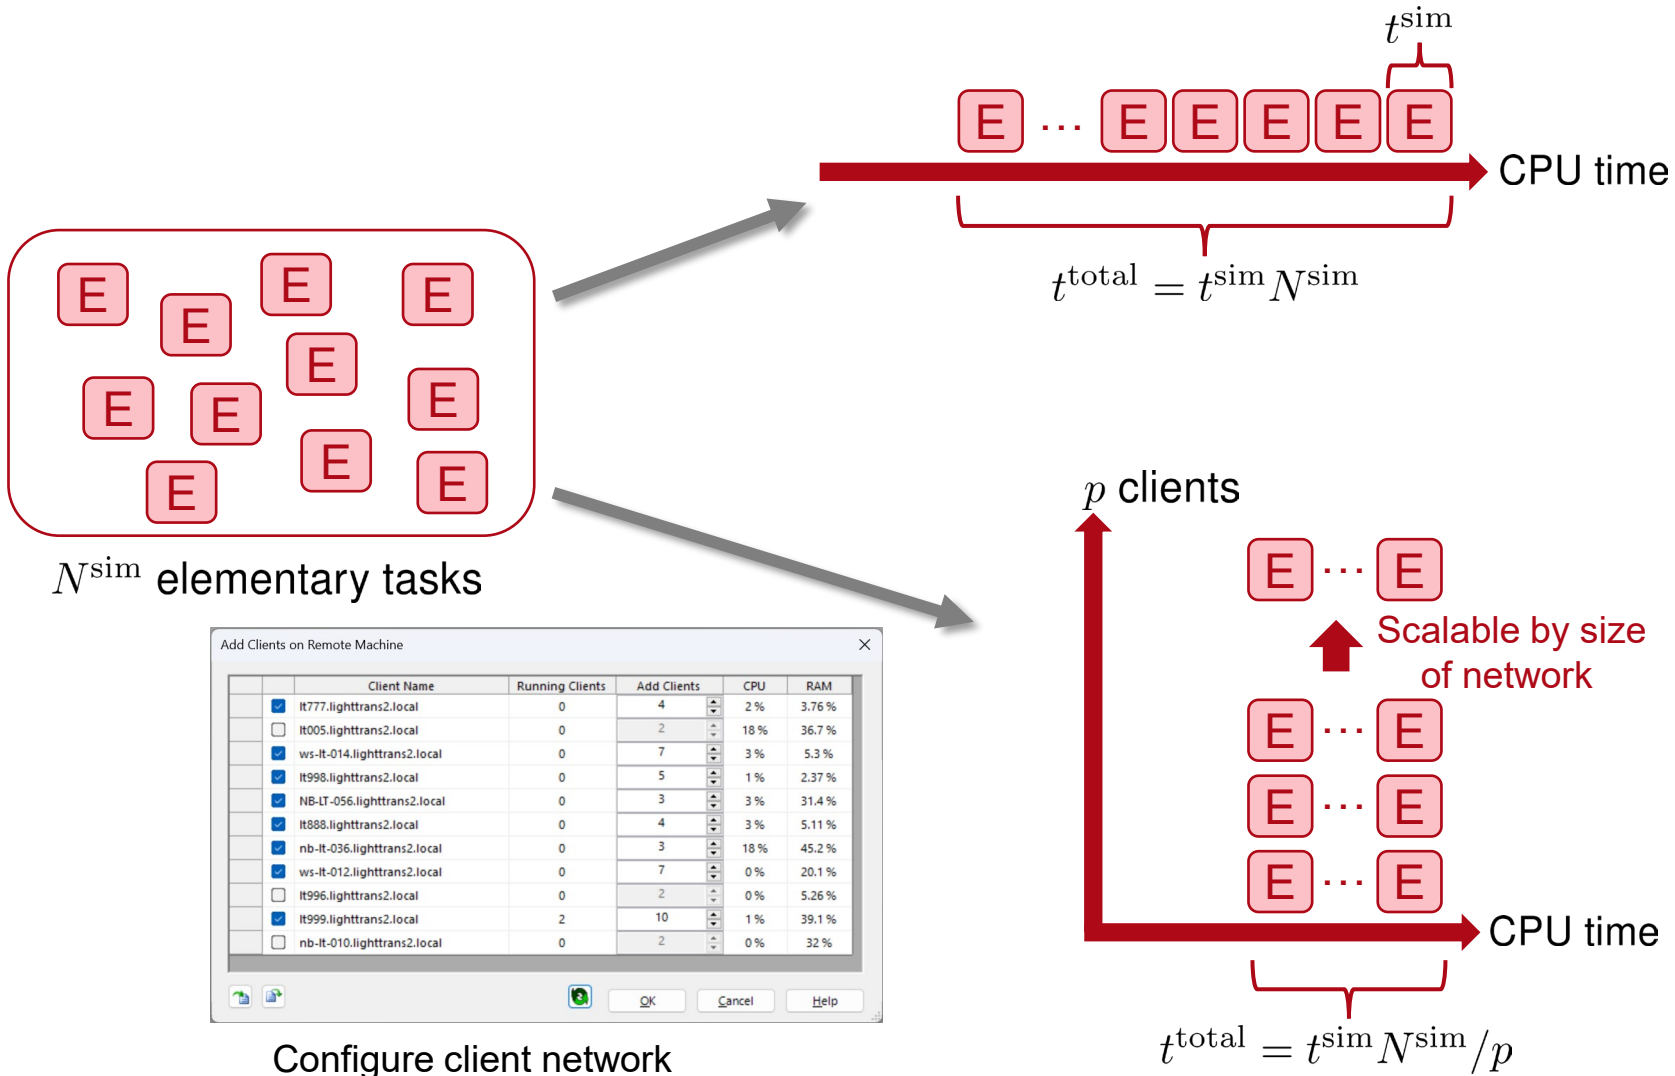 t^sim
E ... E E E E E
CPU time
t^total = t^sim N^sim
E E E E
E E E
E E E
E E E
N^sim elementary tasks
p clients
E ... E
Scalable by size
of network
E ... E
E ... E
E ... E
CPU time
t^total = t^sim N^sim / p
Add Clients on Remote Machine
Client Name Running Clients Add Clients CPU RAM
lt777.lighttrans2.local 0 4 2 % 3.76 %
lt005.lighttrans2.local 0 2 18 % 36.7 %
ws-lt-014.lighttrans2.local 0 7 3 % 5.3 %
lt998.lighttrans2.local 0 5 1 % 2.37 %
NB-LT-056.lighttrans2.local 0 3 3 % 31.4 %
lt888.lighttrans2.local 0 4 3 % 5.11 %
nb-lt-036.lighttrans2.local 0 3 18 % 45.2 %
ws-lt-012.lighttrans2.local 0 7 0 % 20.1 %
lt996.lighttrans2.local 0 2 0 % 5.26 %
lt999.lighttrans2.local 2 10 1 % 39.1 %
nb-lt-010.lighttrans2.local 0 2 0 % 32 %
OK Cancel Help
Configure client network